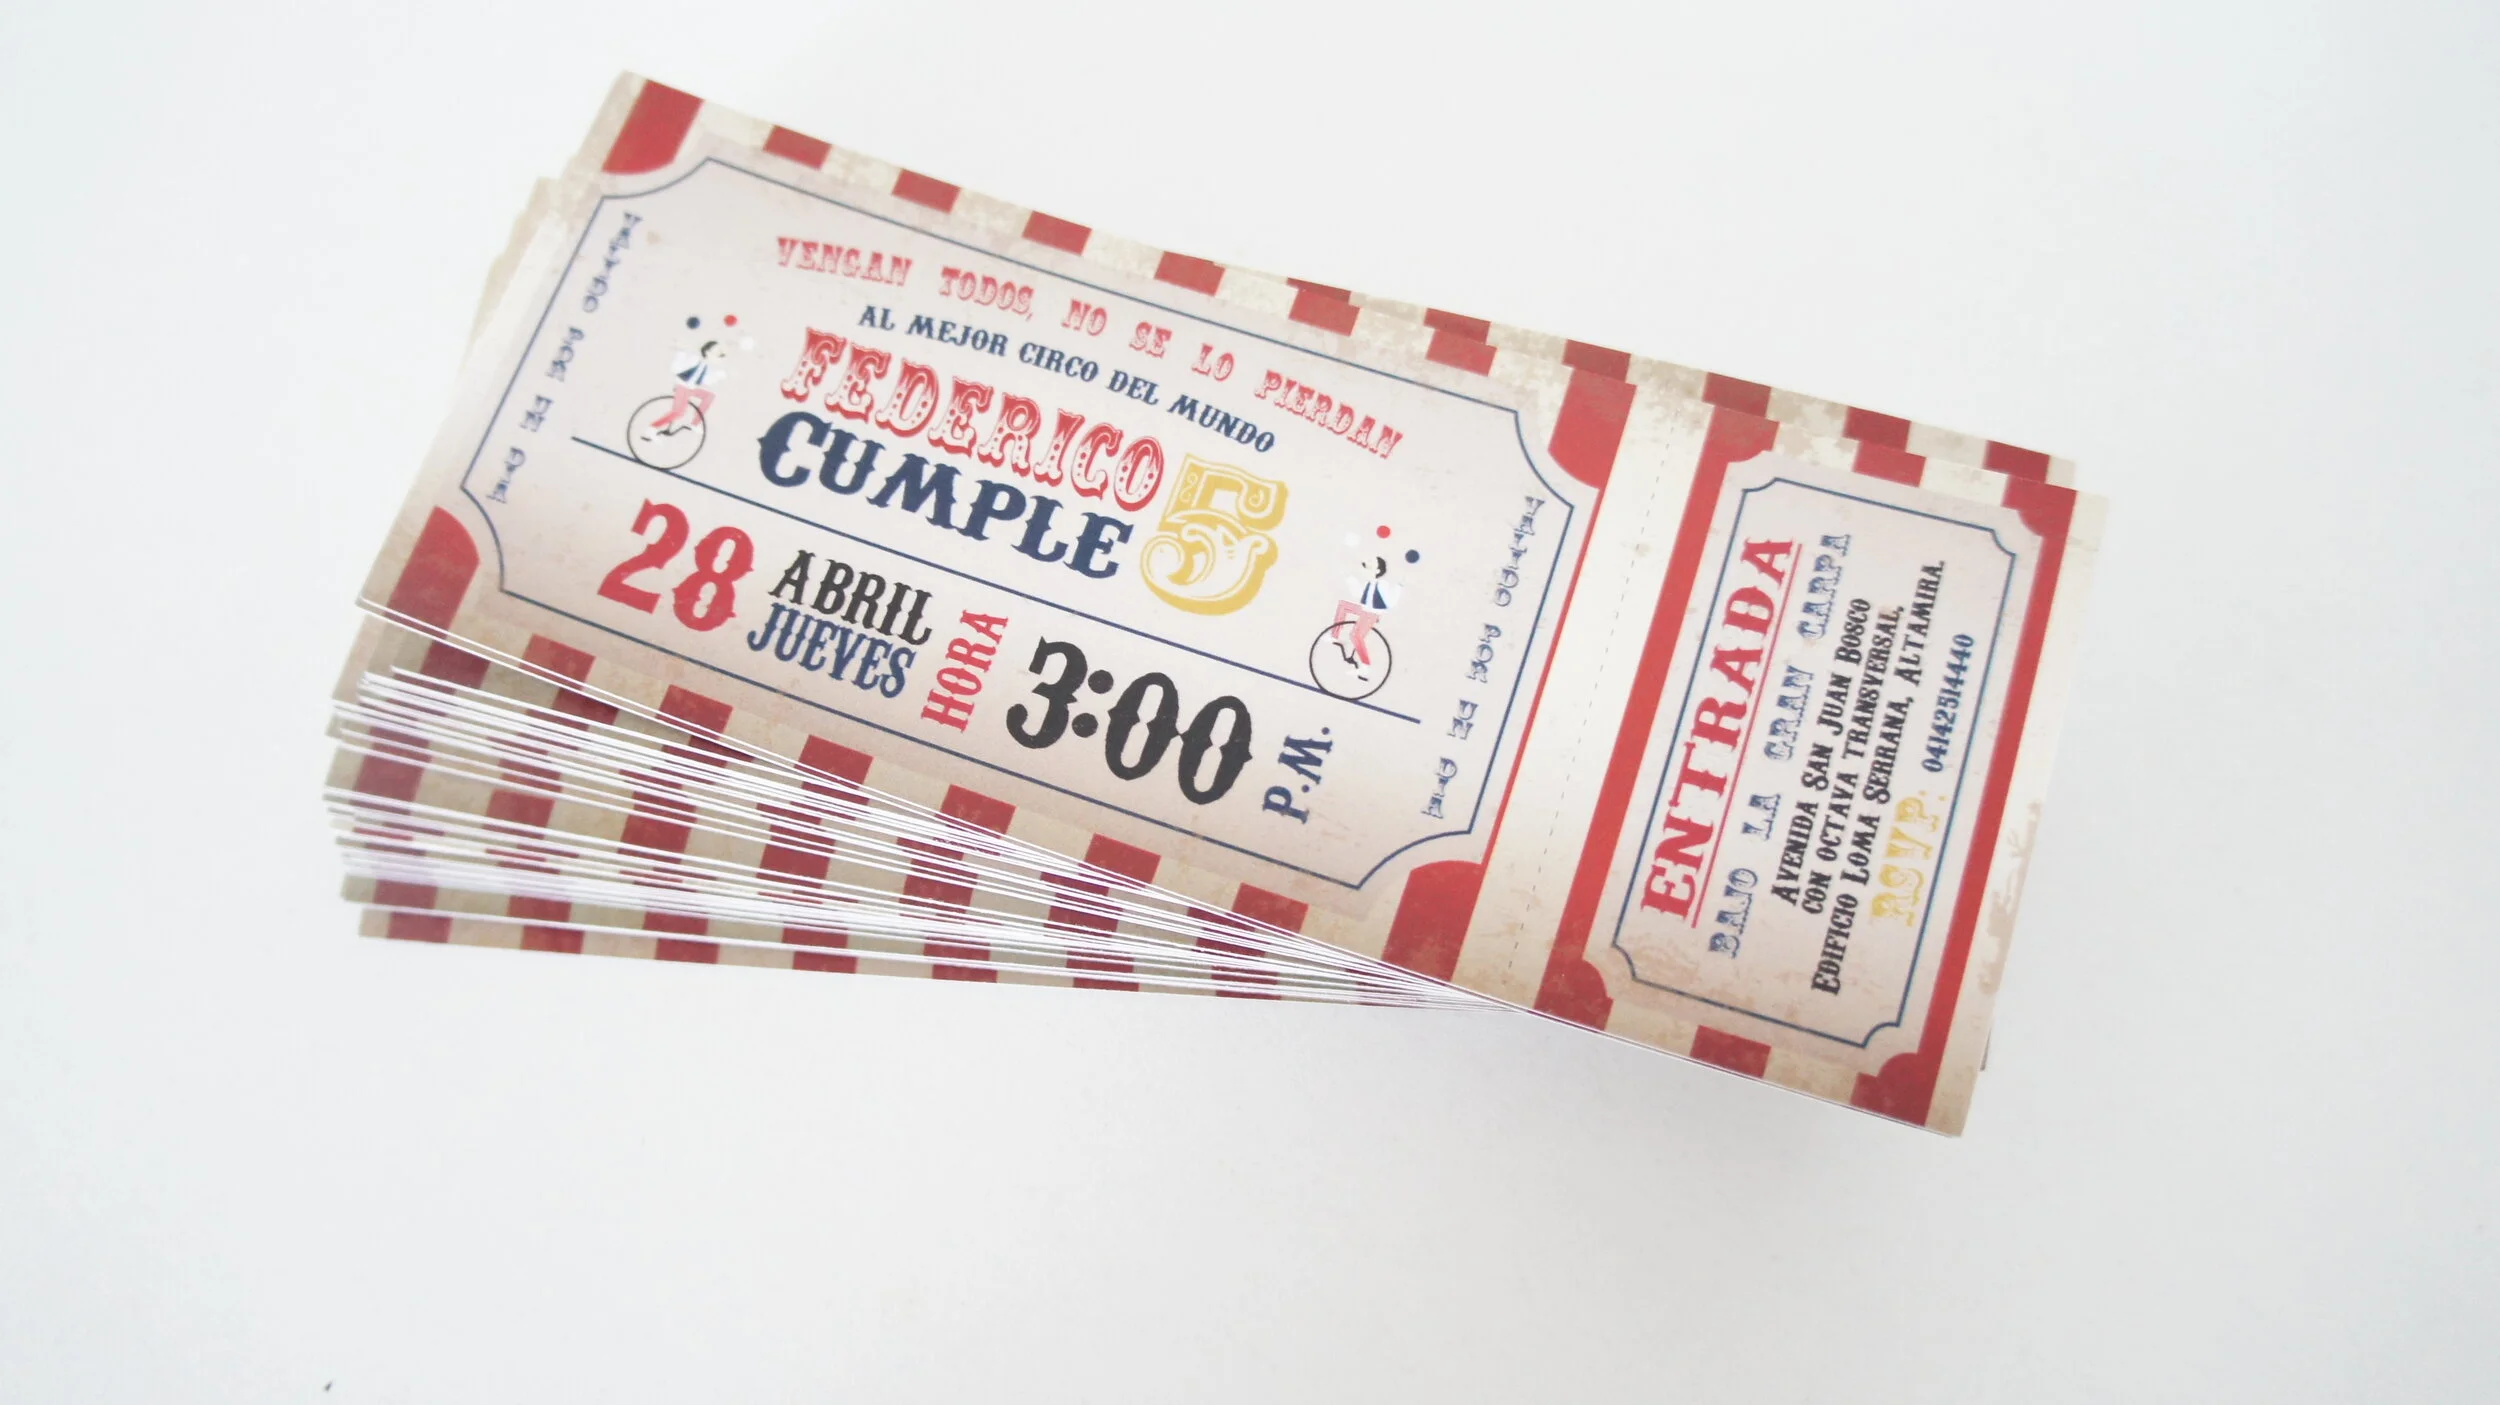 VENGAN TODOS, NO SE LO PIERDAN
AL MEJOR CIRCO DEL MUNDO
FEDERICO
CUMPLE 5
28
ABRIL
JUEVES
HORA
3:00
P.M.
ENTRADA
BAJO LA GRAN CARPA
AVENIDA SAN JUAN BOSCO
CON OCTAVA TRANSVERSAL,
EDIFICIO LOMA SERRANA, ALTAMIRA.
RSVP: 04142514440